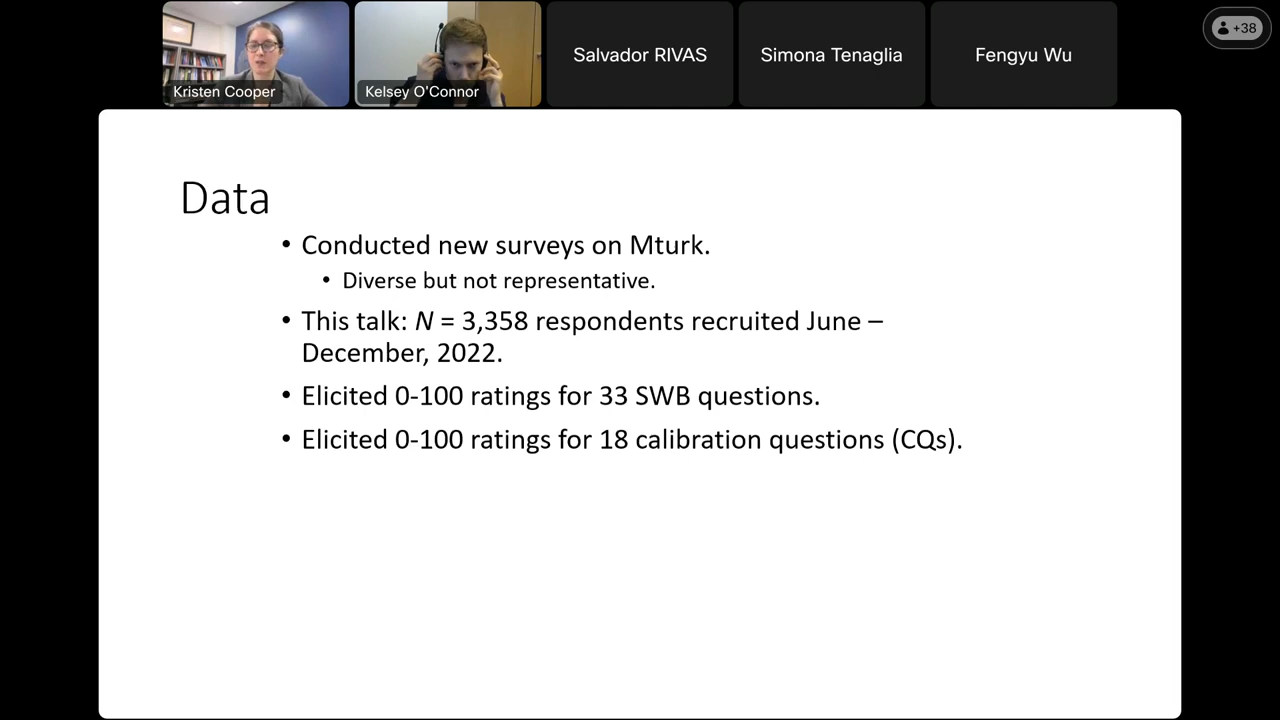 Kristen Cooper
Kelsey O'Connor
Salvador RIVAS
Simona Tenaglia
Fengyu Wu
+38
Data
• Conducted new surveys on Mturk.
• Diverse but not representative.
• This talk: N = 3,358 respondents recruited June –
December, 2022.
• Elicited 0-100 ratings for 33 SWB questions.
• Elicited 0-100 ratings for 18 calibration questions (CQs).